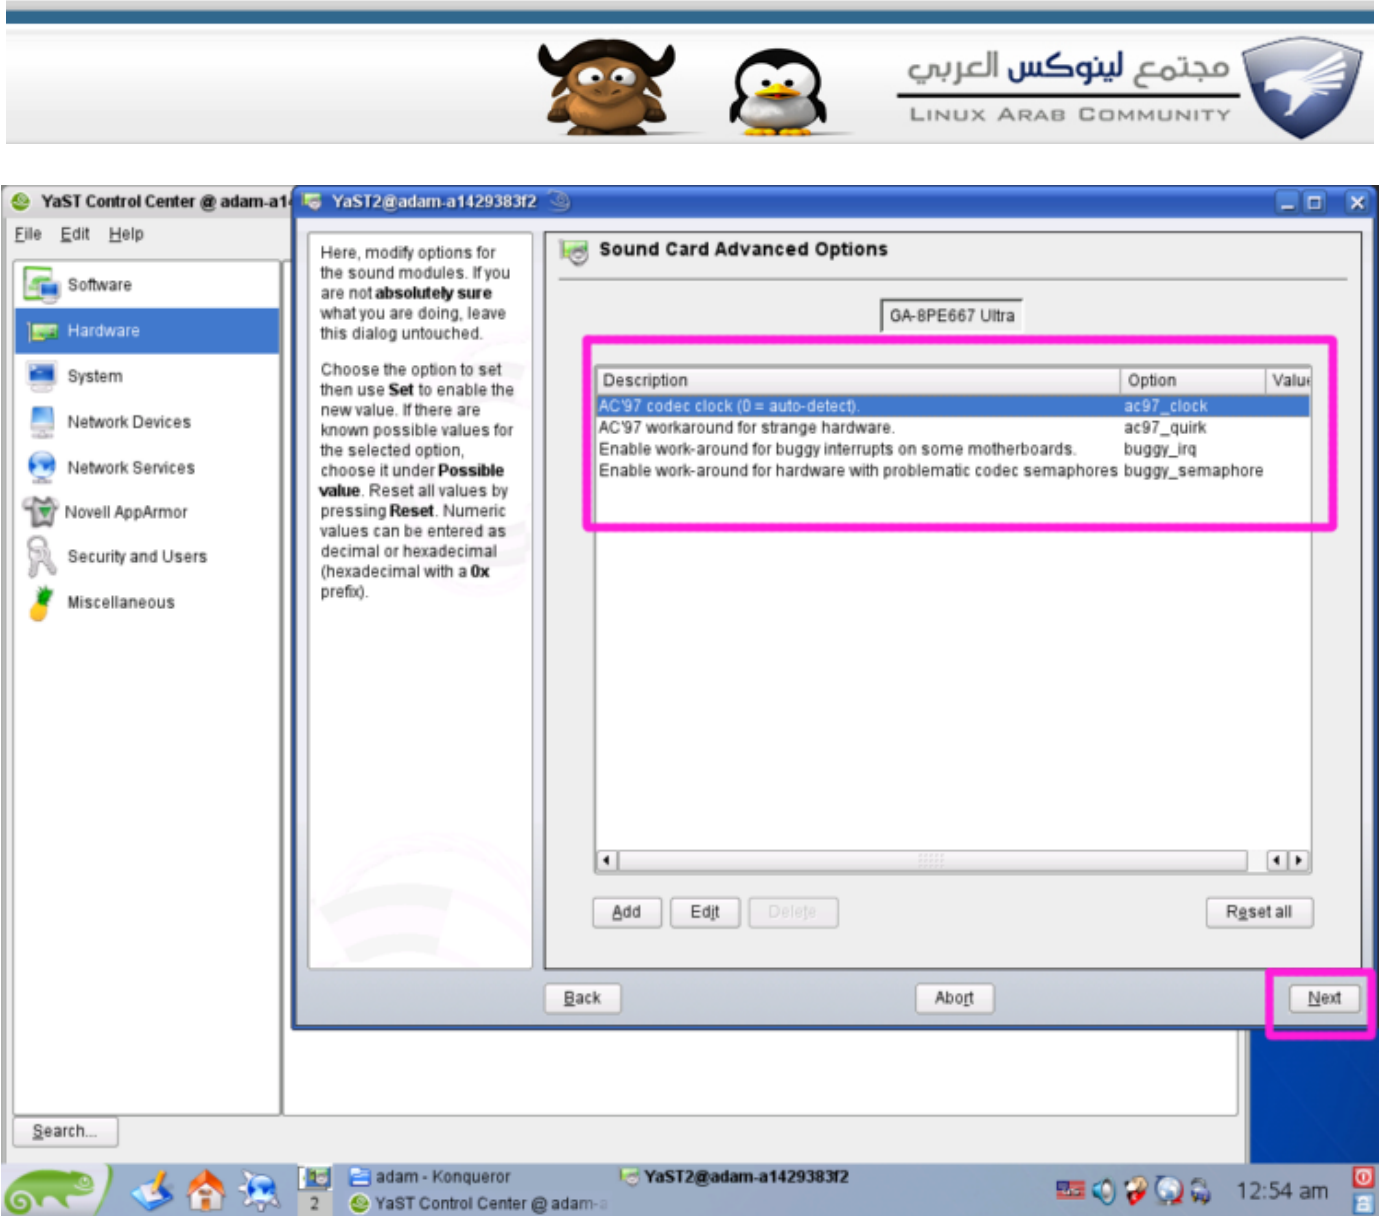 مجتمع لينوكس العربي
LINUX ARAB COMMUNITY
YaST Control Center @ adam-a14
YaST2@adam-a1429383f2
File Edit Help
Software
Hardware
System
Network Devices
Network Services
Novell AppArmor
Security and Users
Miscellaneous
Search...
Here, modify options for
the sound modules. If you
are not absolutely sure
what you are doing, leave
this dialog untouched.
Choose the option to set
then use Set to enable the
new value. If there are
known possible values for
the selected option,
choose it under Possible
value. Reset all values by
pressing Reset. Numeric
values can be entered as
decimal or hexadecimal
(hexadecimal with a 0x
prefix).
Sound Card Advanced Options
GA-8PE667 Ultra
Description Option Value
AC'97 codec clock (0 = auto-detect). ac97_clock
AC'97 workaround for strange hardware. ac97_quirk
Enable work-around for buggy interrupts on some motherboards. buggy_irq
Enable work-around for hardware with problematic codec semaphores buggy_semaphore
Add Edit Delete Reset all
Back Abort Next
2
adam - Konqueror
YaST Control Center @ adam-a
YaST2@adam-a1429383f2
12:54 am